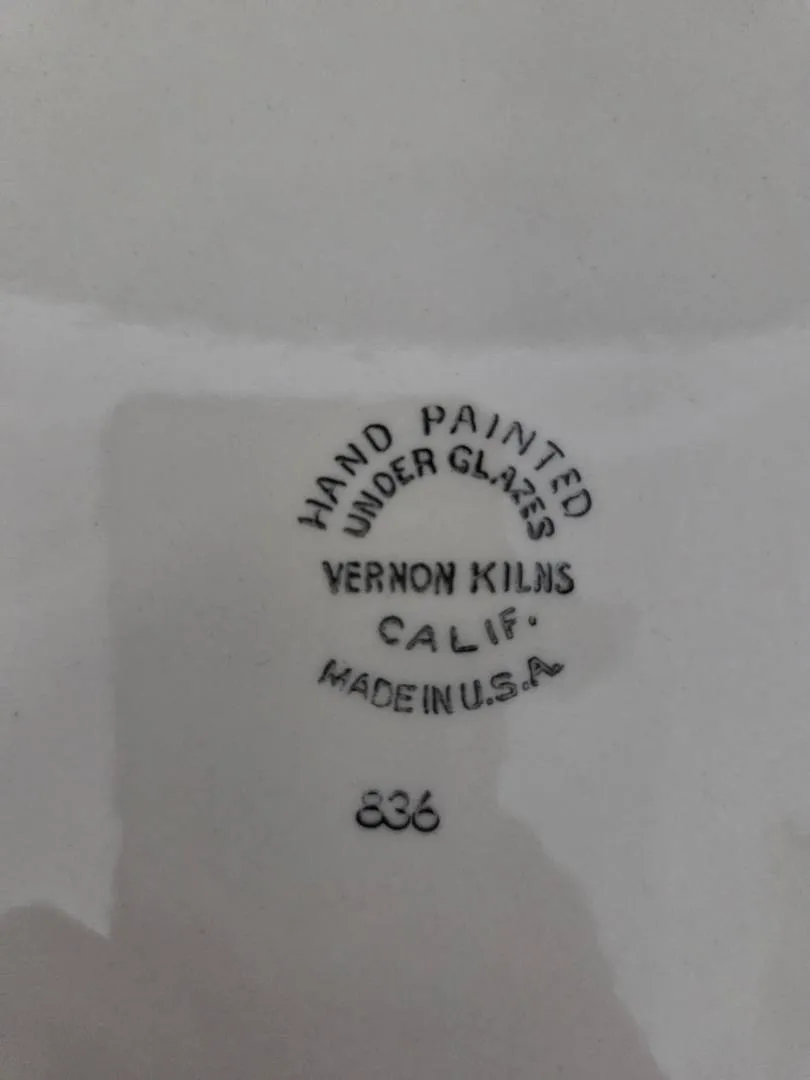 HAND PAINTED
UNDER GLAZES
VERNON KILNS
CALIF.
MADE IN U.S.A.
836